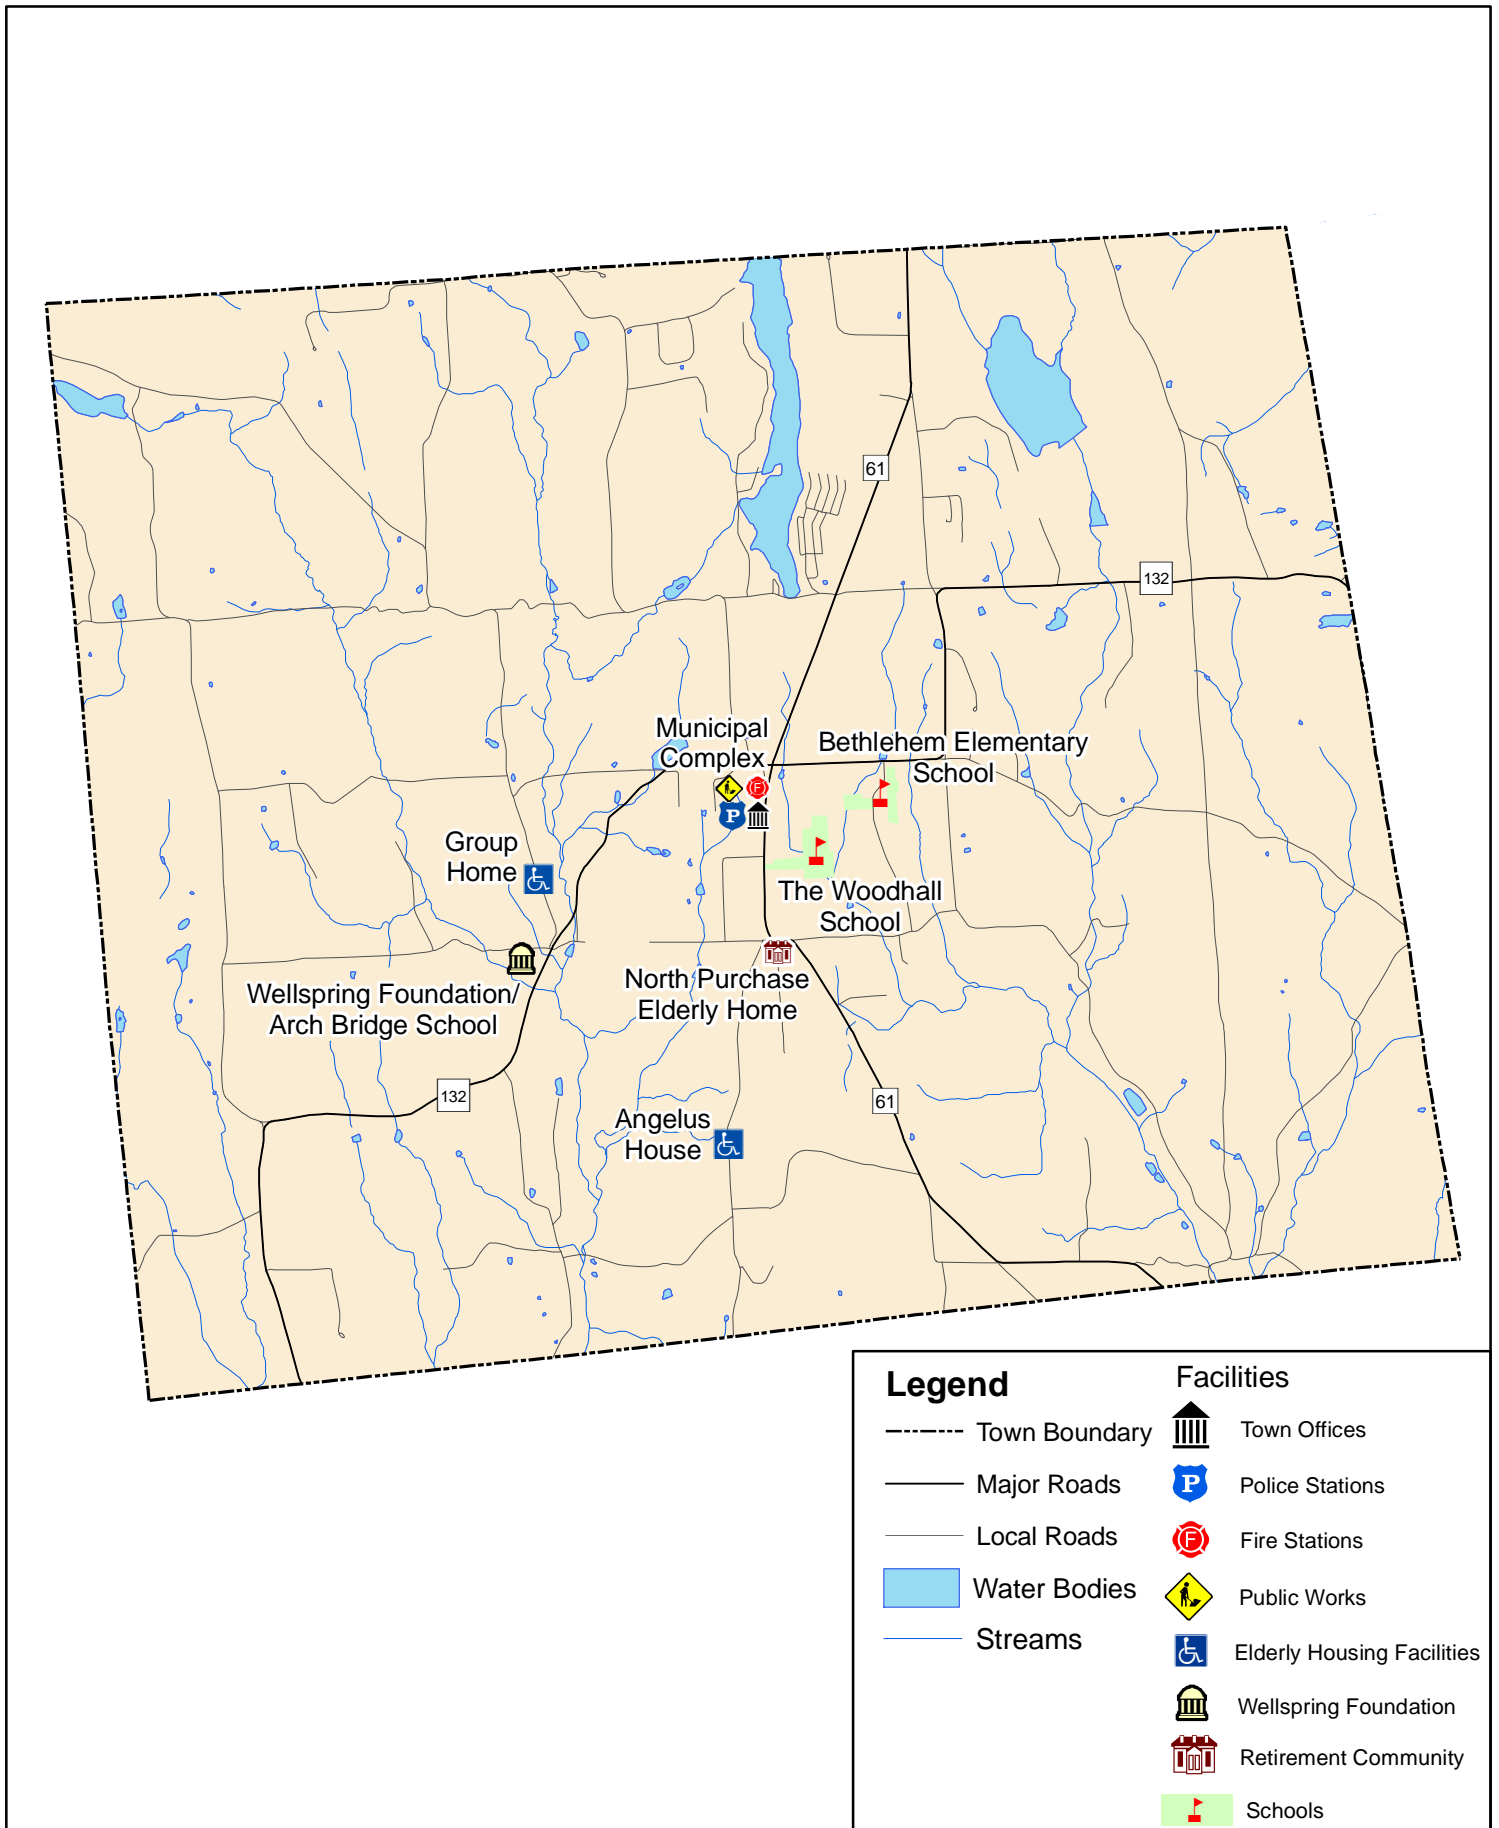 61
132
Municipal
Complex
Bethlehem Elementary
School
F
P
Group
Home
The Woodhall
School
North Purchase
Elderly Home
Wellspring Foundation/
Arch Bridge School
132
61
Angelus
House
Legend
Town Boundary
Major Roads
Local Roads
Water Bodies
Streams
Facilities
Town Offices
P
Police Stations
F
Fire Stations
Public Works
Elderly Housing Facilities
Wellspring Foundation
Retirement Community
Schools